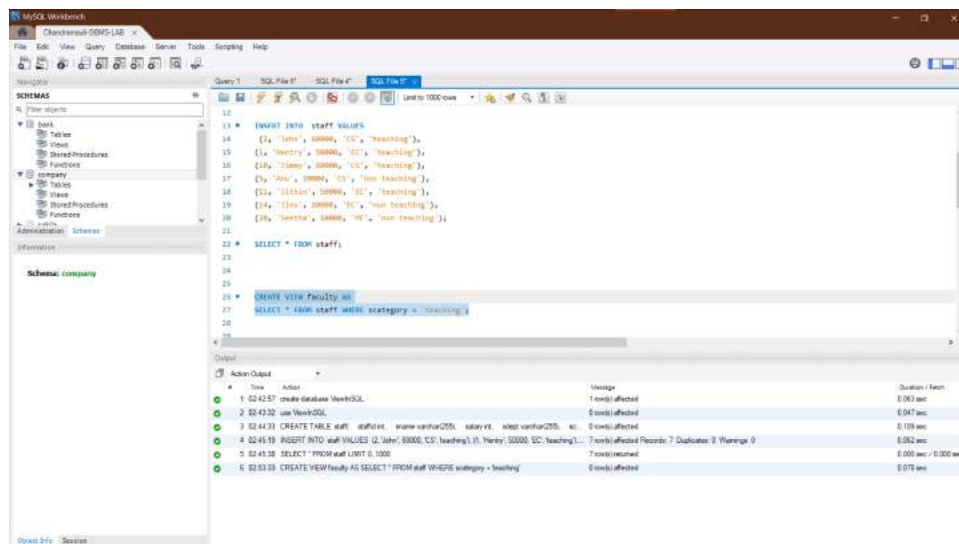 MySQL Workbench
Chandramauli-DBMS-LAB ×
File Edit View Query Database Server Tools Scripting Help
Navigator
SCHEMAS
Filter objects
bank
Tables
Views
Stored Procedures
Functions
company
Tables
Views
Stored Procedures
Functions
Administration Schemas
Information
Schema: company
Query 1 SQL File 3* SQL File 4* SQL File 5* ×
Limit to 1000 rows
12
13 INSERT INTO staff VALUES
14 (2, 'John', 60000, 'CS', 'teaching'),
15 (1, 'Hentry', 50000, 'EC', 'teaching'),
16 (10, 'Timmy', 80000, 'CS', 'teaching'),
17 (9, 'Anu', 20000, 'CS', 'non teaching'),
18 (11, 'Jithin', 50000, 'EC', 'teaching'),
19 (14, 'Tinu', 20000, 'EC', 'non teaching'),
20 'Seetha', 10000, 'ME', 'non teaching');
21
22 SELECT * FROM staff;
23
24
25
26 CREATE VIEW faculty AS
27 SELECT * FROM staff WHERE scategory = 'teaching';
28
29
Output
Action Output
# Time Action Message Duration / Fetch
1 02:42:57 create database ViewInSQL 1 row(s) affected 0.063 sec
2 02:43:32 use ViewInSQL 0 row(s) affected 0.047 sec
3 02:44:33 CREATE TABLE staff( staffid int, sname varchar(255), salary int, sdept varchar(255), sc... 0 row(s) affected 0.109 sec
4 02:45:19 INSERT INTO staff VALUES (2, 'John', 60000, 'CS', 'teaching'), (1, 'Hentry', 50000, 'EC', 'teaching'),... 7 row(s) affected Records: 7 Duplicates: 0 Warnings: 0 0.062 sec
5 02:45:38 SELECT * FROM staff LIMIT 0, 1000 7 row(s) returned 0.000 sec / 0.000 se
6 02:53:33 CREATE VIEW faculty AS SELECT * FROM staff WHERE scategory = 'teaching' 0 row(s) affected 0.078 sec
Object Info Session